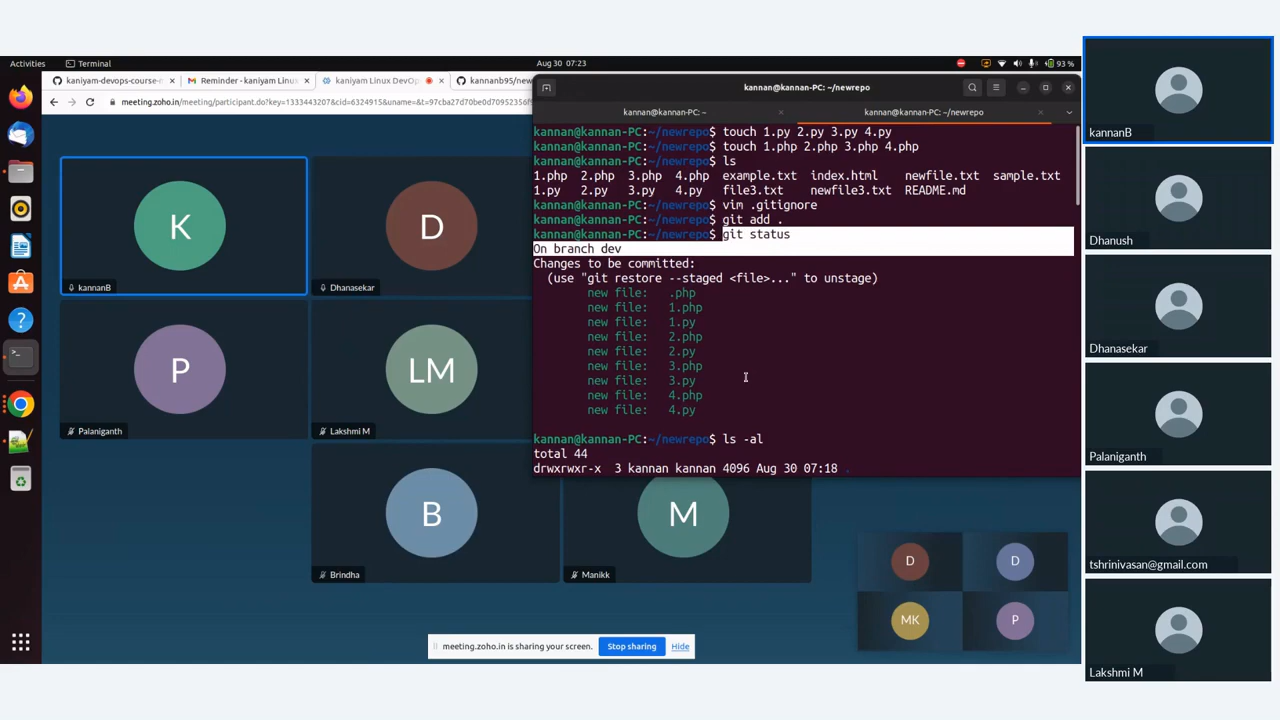 Activities
Terminal
Aug 30 07:23
93 %
kaniyam-devops-course-
Reminder - kaniyam Linux
kaniyam Linux DevO
kannanb95/new
meeting.zoho.in/meeting/participant.do?key=1333443207&cid=6324915&uname=&t=97cba27d70be0d70952356
kannan@kannan-PC: ~/newrepo
kannan@kannan-PC: ~
kannan@kannan-PC: ~/newrepo
kannan@kannan-PC:~/newrepo$ touch 1.py 2.py 3.py 4.py
kannan@kannan-PC:~/newrepo$ touch 1.php 2.php 3.php 4.php
kannan@kannan-PC:~/newrepo$ ls
1.php 2.php 3.php 4.php example.txt index.html newfile.txt sample.txt
1.py 2.py 3.py 4.py file3.txt newfile3.txt README.md
kannan@kannan-PC:~/newrepo$ vim .gitignore
kannan@kannan-PC:~/newrepo$ git add .
kannan@kannan-PC:~/newrepo$ git status
On branch dev
Changes to be committed:
(use "git restore --staged <file>..." to unstage)
new file: .php
new file: 1.php
new file: 1.py
new file: 2.php
new file: 2.py
new file: 3.php
new file: 3.py
new file: 4.php
new file: 4.py
kannan@kannan-PC:~/newrepo$ ls -al
total 44
drwxrwxr-x 3 kannan kannan 4096 Aug 30 07:18 .
K
kannanB
D
Dhanasekar
P
Palaniganth
LM
Lakshmi M
B
Brindha
M
Manikk
D
D
MK
P
meeting.zoho.in is sharing your screen.
Stop sharing
Hide
kannanB
Dhanush
Dhanasekar
Palaniganth
tshrinivasan@gmail.com
Lakshmi M